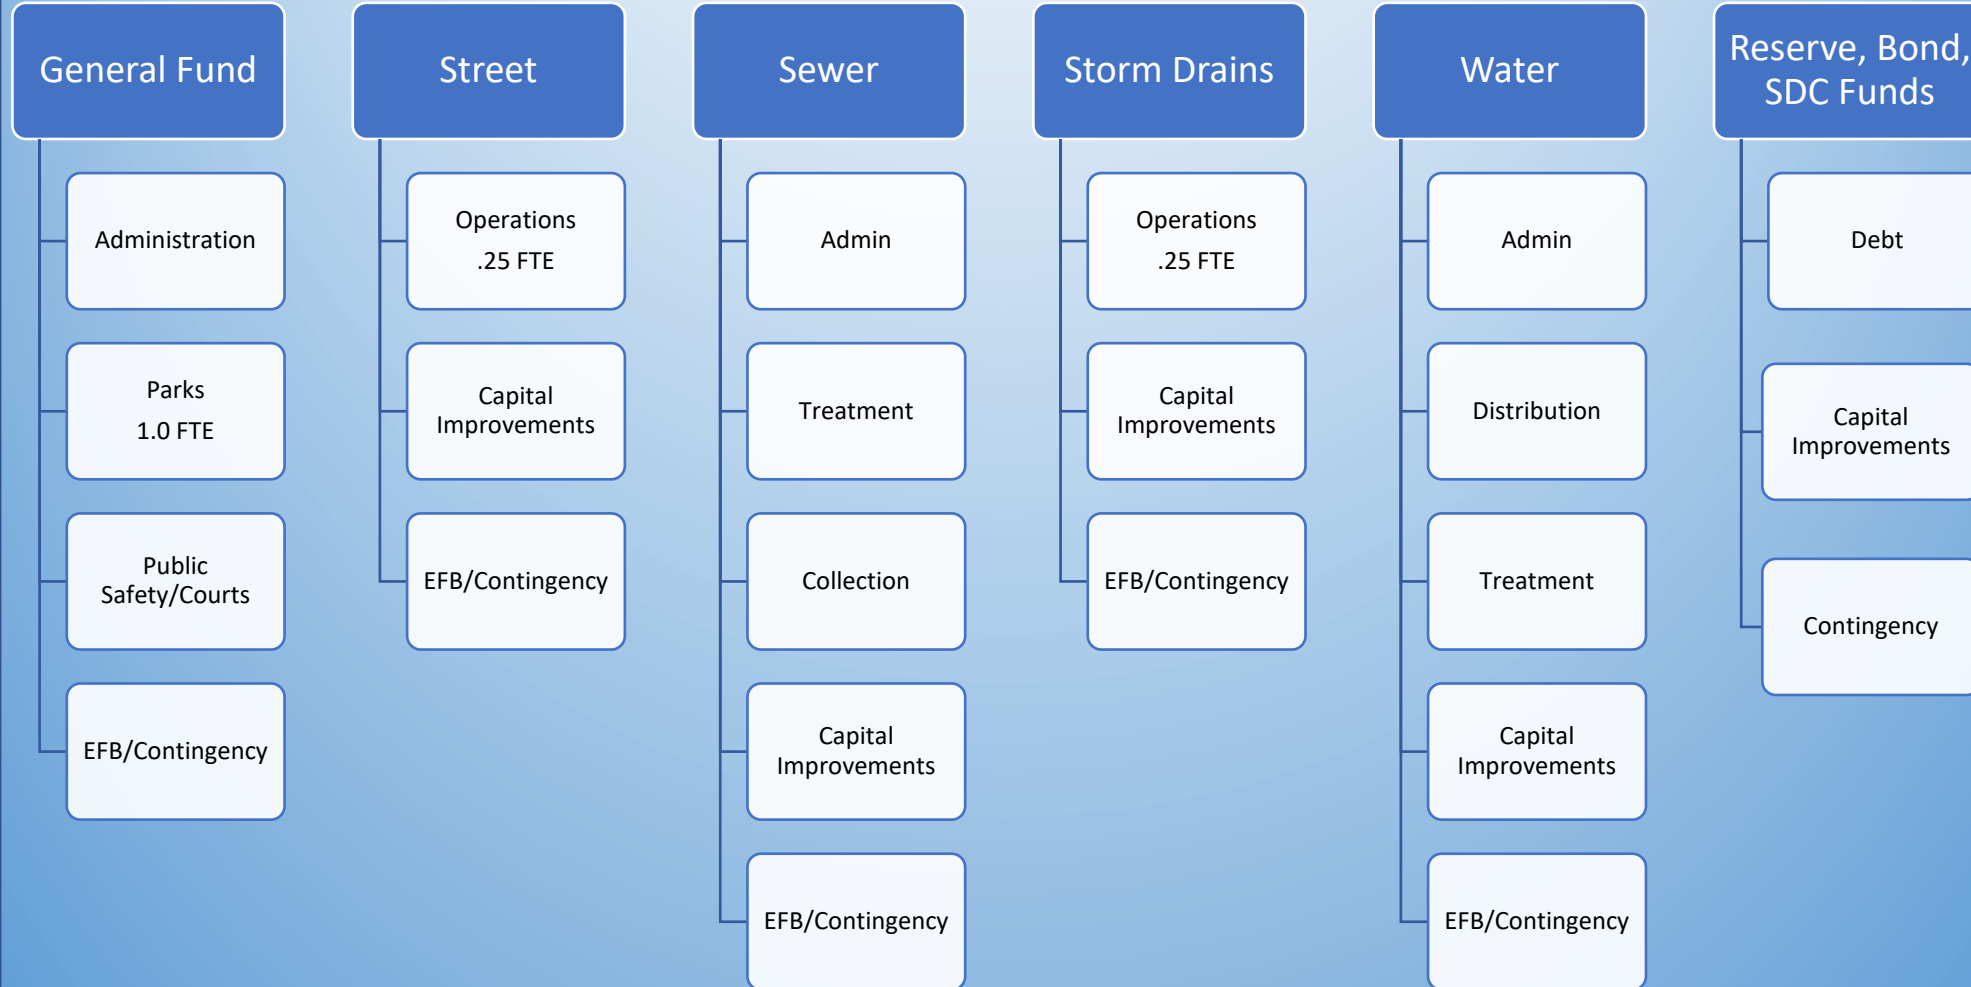 General Fund
Administration
Parks
1.0 FTE
Public
Safety/Courts
EFB/Contingency
Street
Operations
.25 FTE
Capital
Improvements
EFB/Contingency
Sewer
Admin
Treatment
Collection
Capital
Improvements
EFB/Contingency
Storm Drains
Operations
.25 FTE
Capital
Improvements
EFB/Contingency
Water
Admin
Distribution
Treatment
Capital
Improvements
EFB/Contingency
Reserve, Bond,
SDC Funds
Debt
Capital
Improvements
Contingency